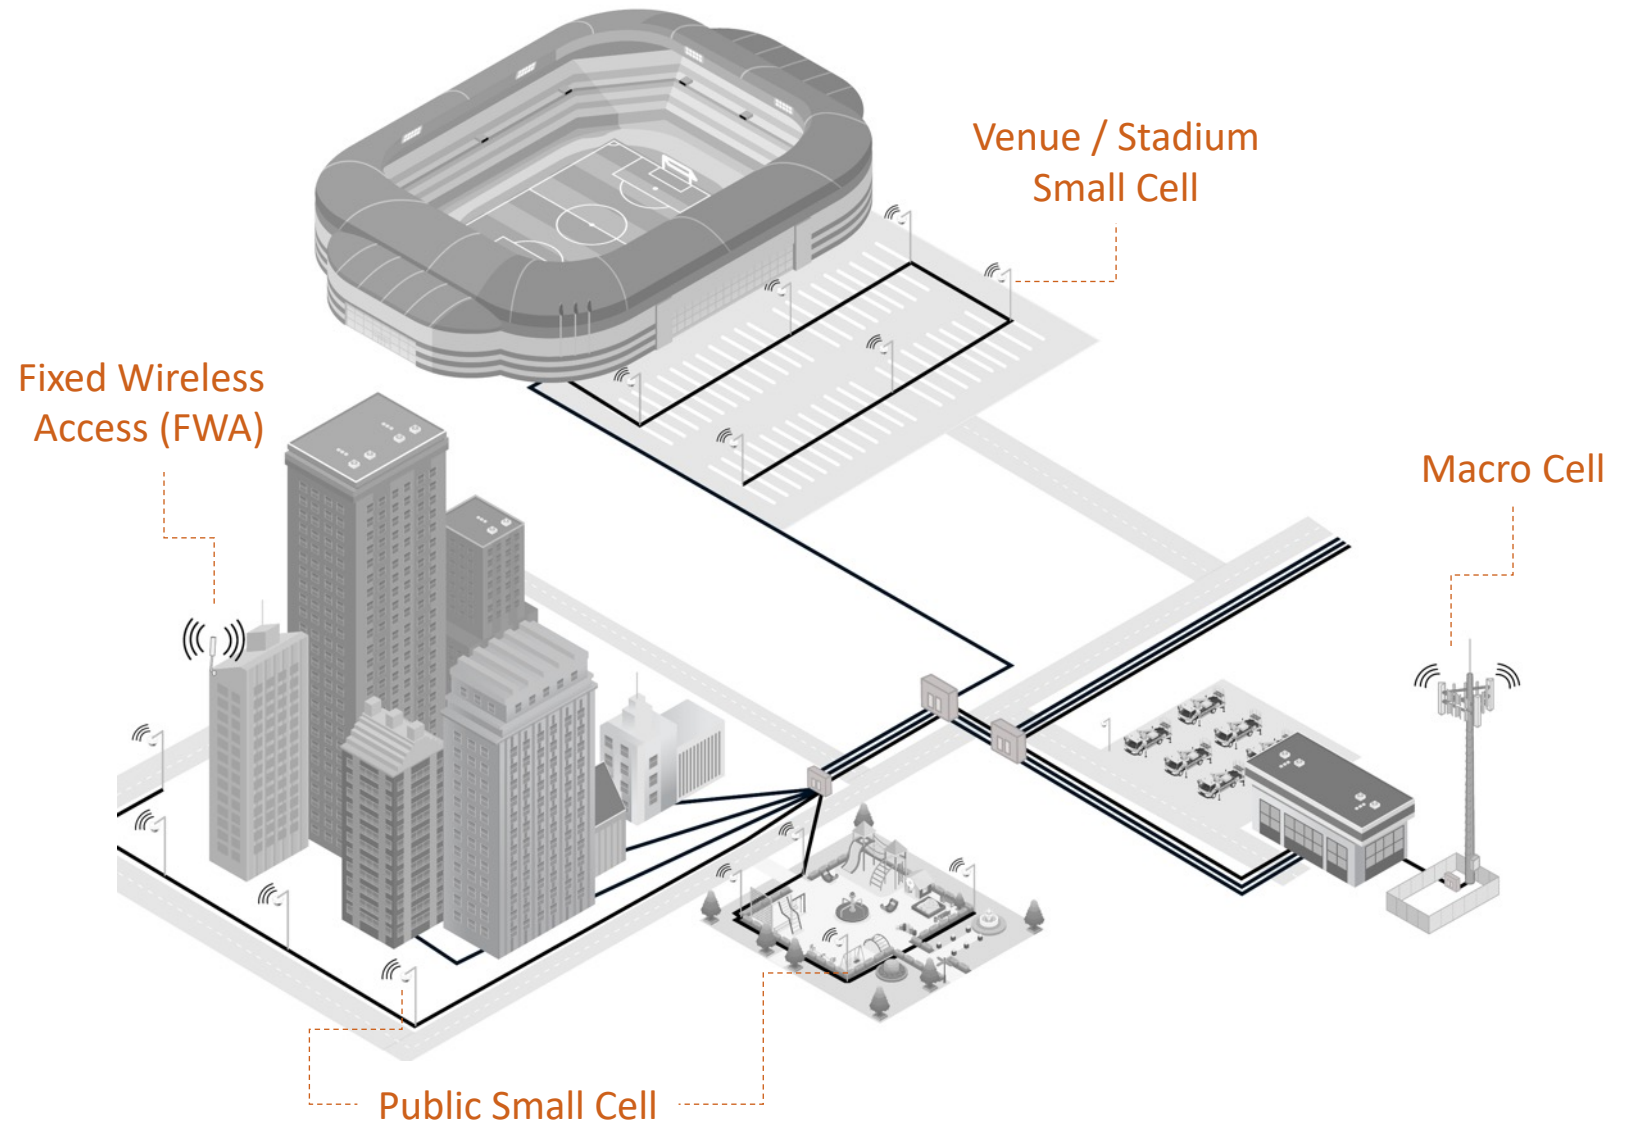 Venue / Stadium
Small Cell
Fixed Wireless
Access (FWA)
Macro Cell
Public Small Cell